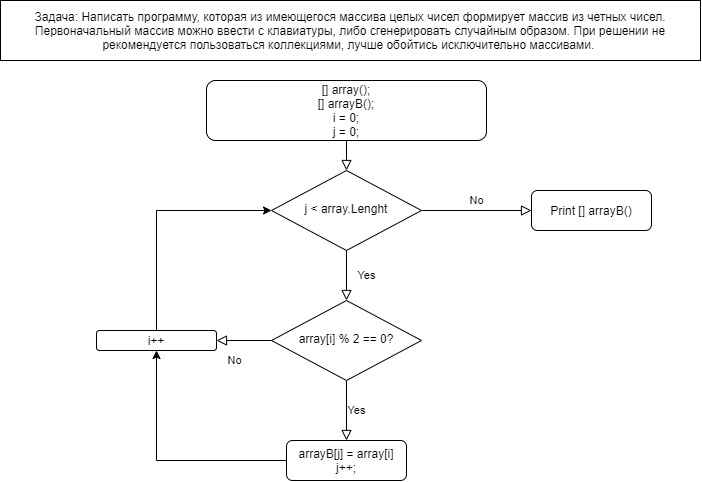 Задача: Написать программу, которая из имеющегося массива целых чисел формирует массив из четных чисел.
Первоначальный массив можно ввести с клавиатуры, либо сгенерировать случайным образом. При решении не
рекомендуется пользоваться коллекциями, лучше обойтись исключительно массивами.
[] array();
[] arrayB();
i = 0;
j = 0;
j < array.Lenght
No
Print [] arrayB()
Yes
array[i] % 2 == 0?
i++
No
Yes
arrayB[j] = array[i]
j++;